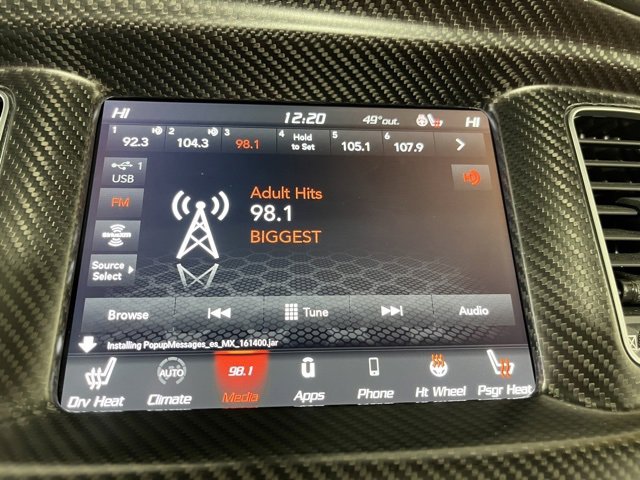 HI 12:20 49° out. HI
1 92.3 2 104.3 3 98.1 4 Hold to Set 5 105.1 6 107.9
1
USB
FM
SiriusXM
Source
Select
Adult Hits
98.1
BIGGEST
Browse Tune Audio
Installing PopupMessages_es_MX_161400.jar
AUTO 98.1
Drv Heat Climate Media Apps Phone Ht Wheel Psgr Heat